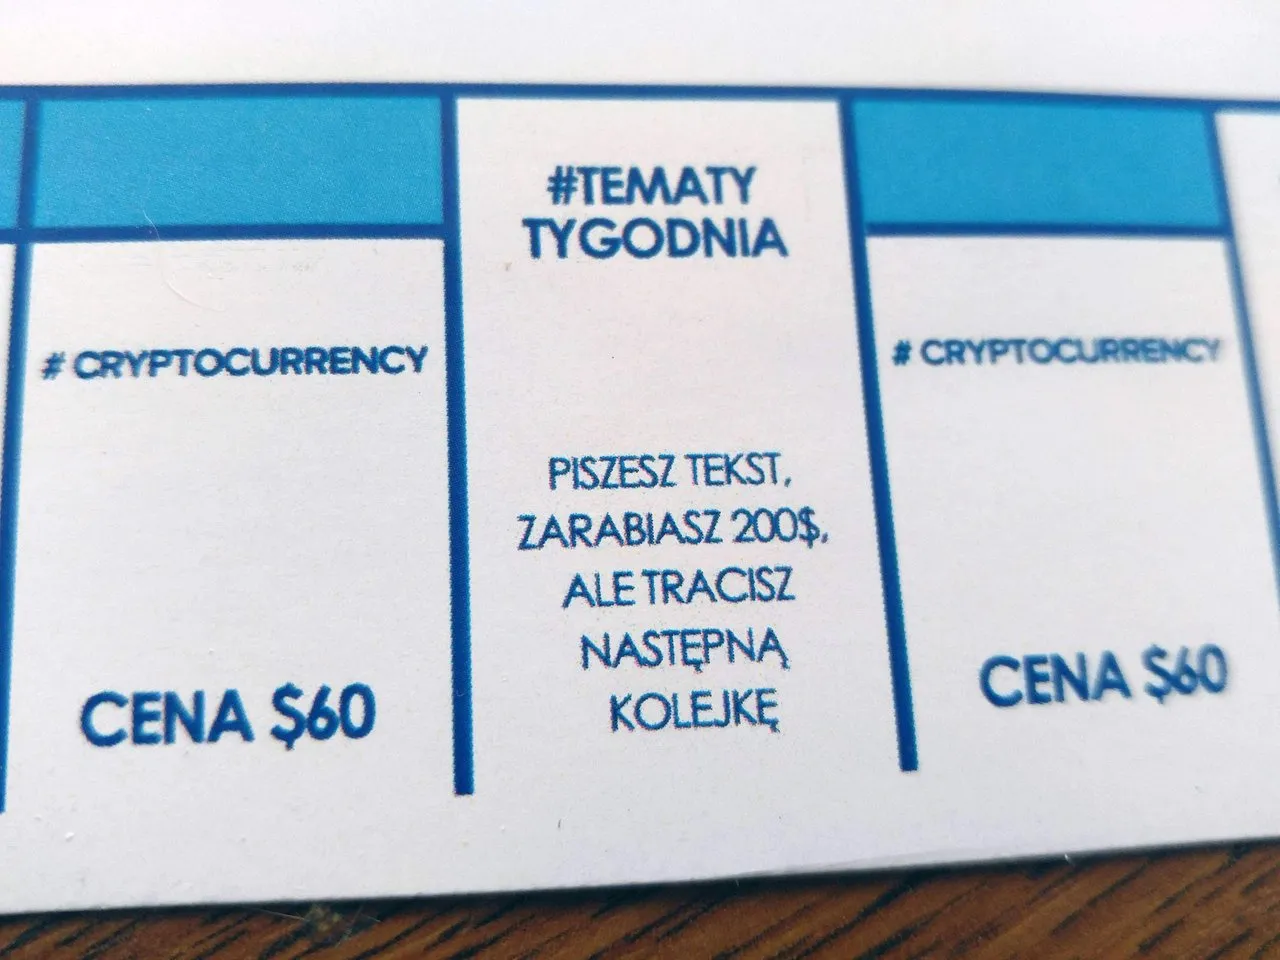 # CRYPTOCURRENCY
CENA $60
#TEMATY
TYGODNIA
PISZESZ TEKST,
ZARABIASZ 200$,
ALE TRACISZ
NASTĘPNĄ
KOLEJKĘ
# CRYPTOCURRENCY
CENA $60